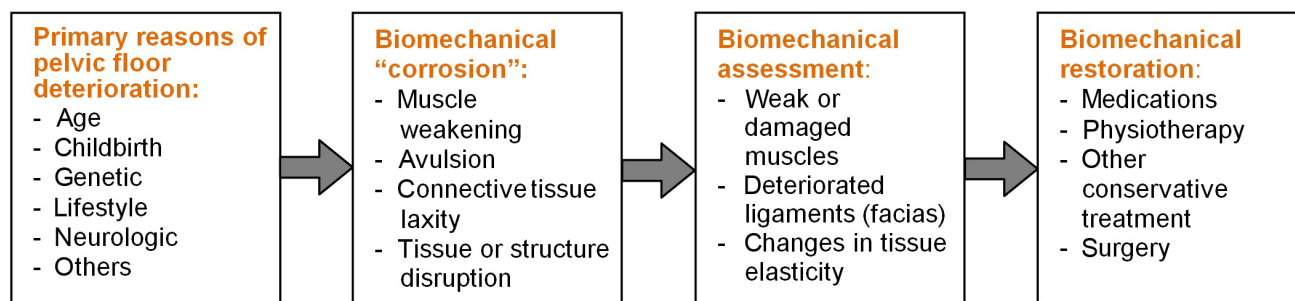 Primary reasons of
pelvic floor
deterioration:
- Age
- Childbirth
- Genetic
- Lifestyle
- Neurologic
- Others
Biomechanical
“corrosion”:
- Muscle
weakening
- Avulsion
- Connective tissue
laxity
- Tissue or structure
disruption
Biomechanical
assessment:
- Weak or
damaged
muscles
- Deteriorated
ligaments (facias)
- Changes in tissue
elasticity
Biomechanical
restoration:
- Medications
- Physiotherapy
- Other
conservative
treatment
- Surgery